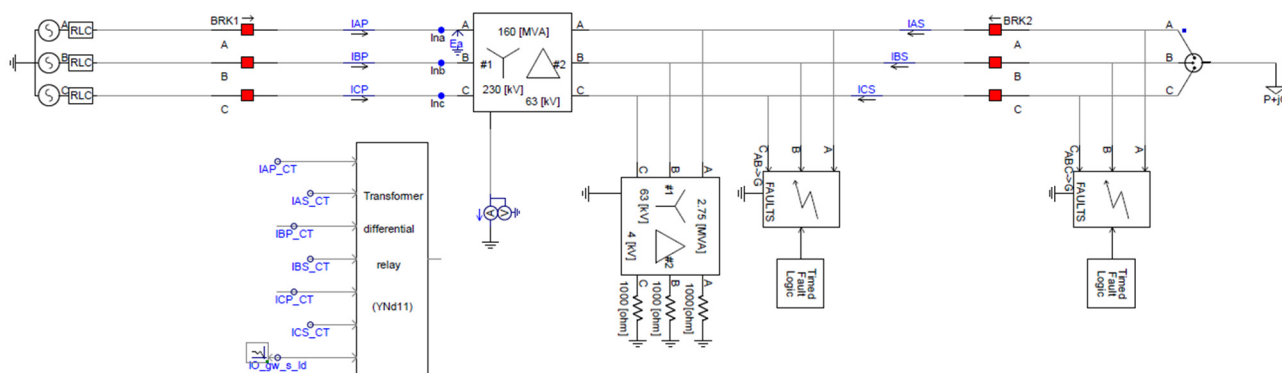 A
RLC
BRK1
A
IAP
Ina
Ea
A
160 [MVA]
A
IAS
BRK2
A
A
B
RLC
B
IBP
Inb
B
#1
#2
B
IBS
B
B
C
RLC
C
ICP
Inc
C
230 [kV]
63 [kV]
C
ICS
C
C
P+jQ
IAP_CT
IAS_CT
IBP_CT
IBS_CT
ICP_CT
ICS_CT
IO_gw_s_ld
Transformer
differential
relay
(YNd11)
C
B
A
63 [kV]
#1
2.75 [MVA]
4 [kV]
#2
C
B
A
1000 [ohm]
1000 [ohm]
1000 [ohm]
C
B
A
AB->G
FAULTS
Timed
Fault
Logic
C
B
A
ABC->G
FAULTS
Timed
Fault
Logic